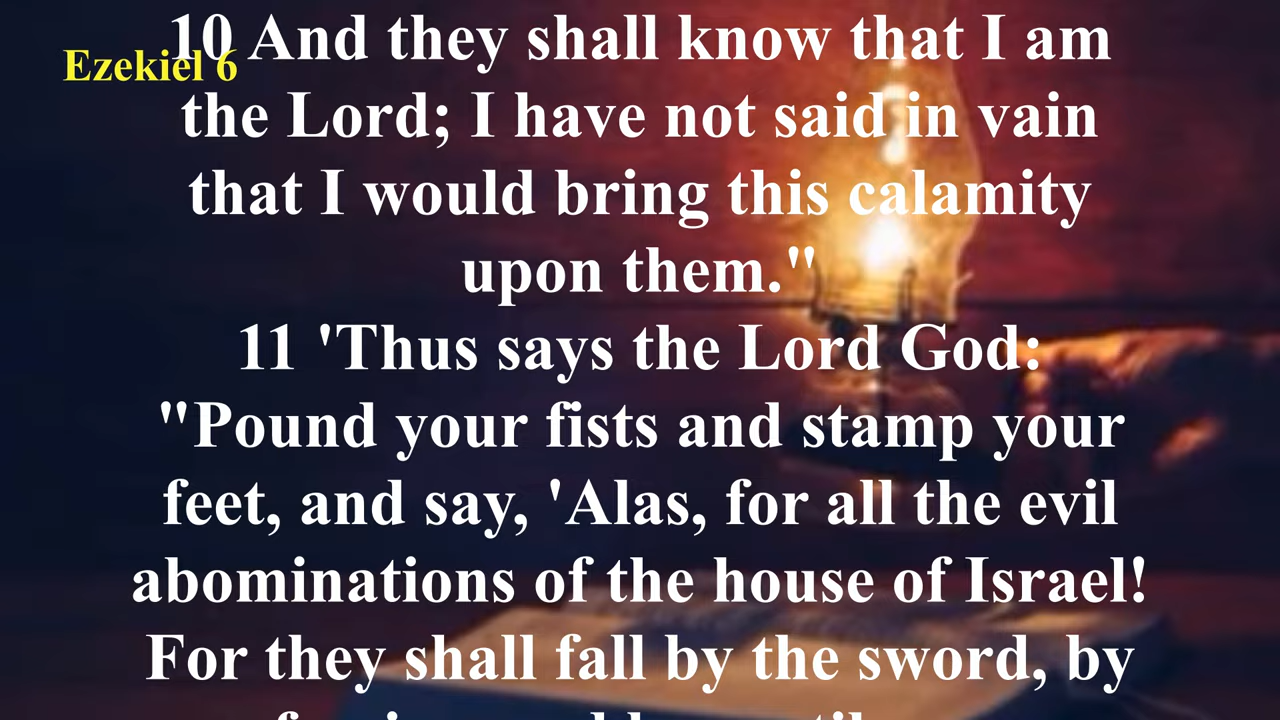 Ezekiel 6
10 And they shall know that I am
the Lord; I have not said in vain
that I would bring this calamity
upon them."
11 'Thus says the Lord God:
"Pound your fists and stamp your
feet, and say, 'Alas, for all the evil
abominations of the house of Israel!
For they shall fall by the sword, by